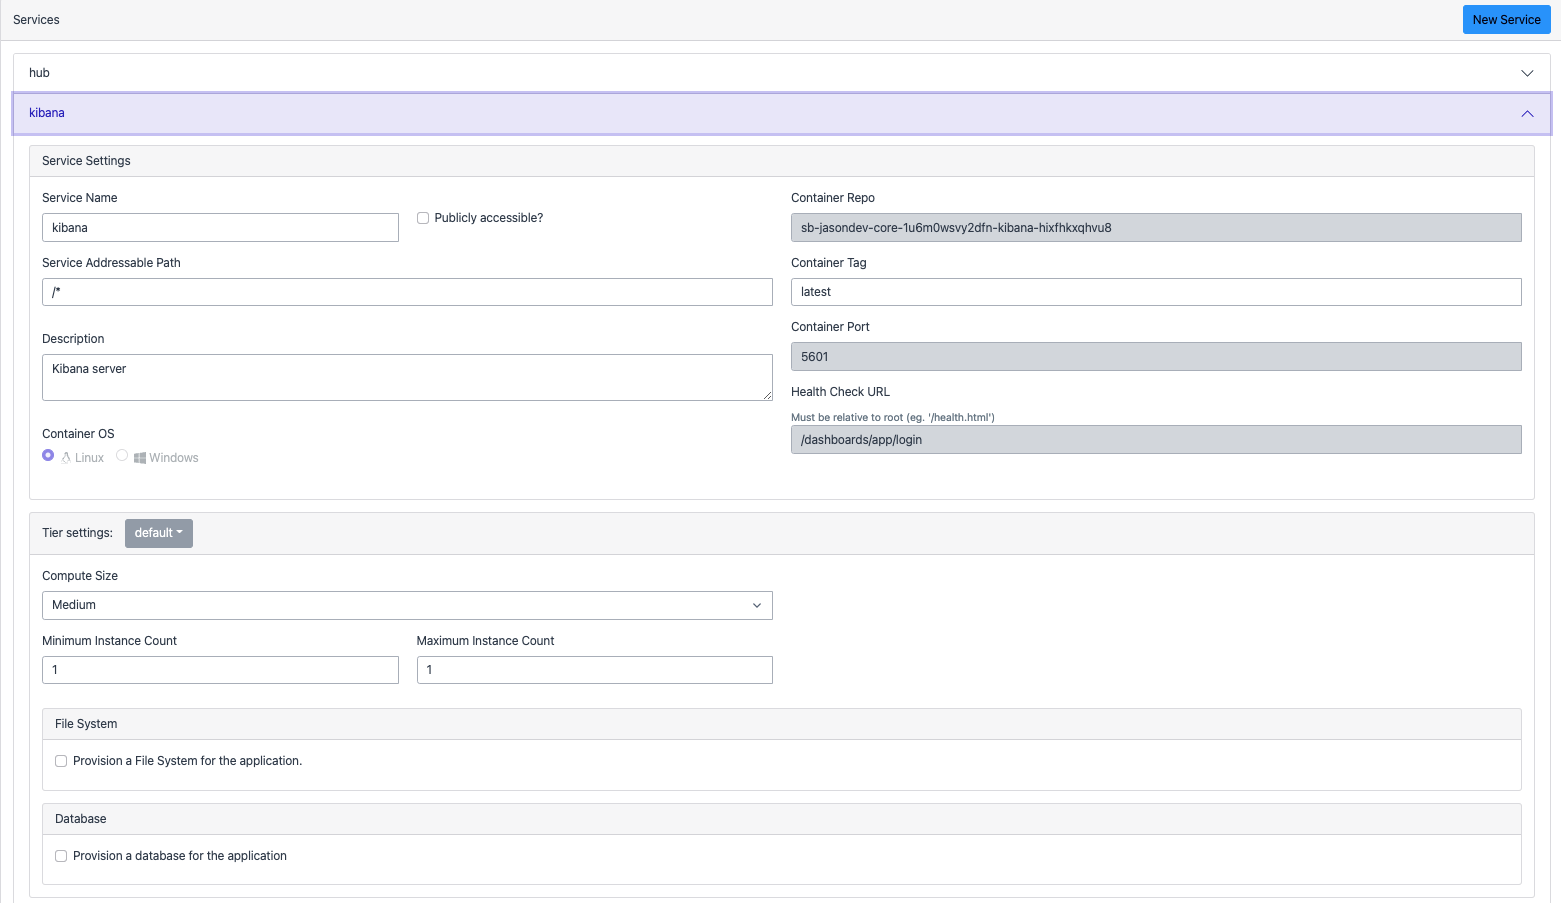 Services
New Service
hub
kibana
Service Settings
Service Name
kibana
Publicly accessible?
Service Addressable Path
/*
Description
Kibana server
Container OS
Linux
Windows
Container Repo
sb-jasondev-core-1u6m0wsvy2dfn-kibana-hixfhkxqhvu8
Container Tag
latest
Container Port
5601
Health Check URL
Must be relative to root (eg. '/health.html')
/dashboards/app/login
Tier settings:
default
Compute Size
Medium
Minimum Instance Count
1
Maximum Instance Count
1
File System
Provision a File System for the application.
Database
Provision a database for the application